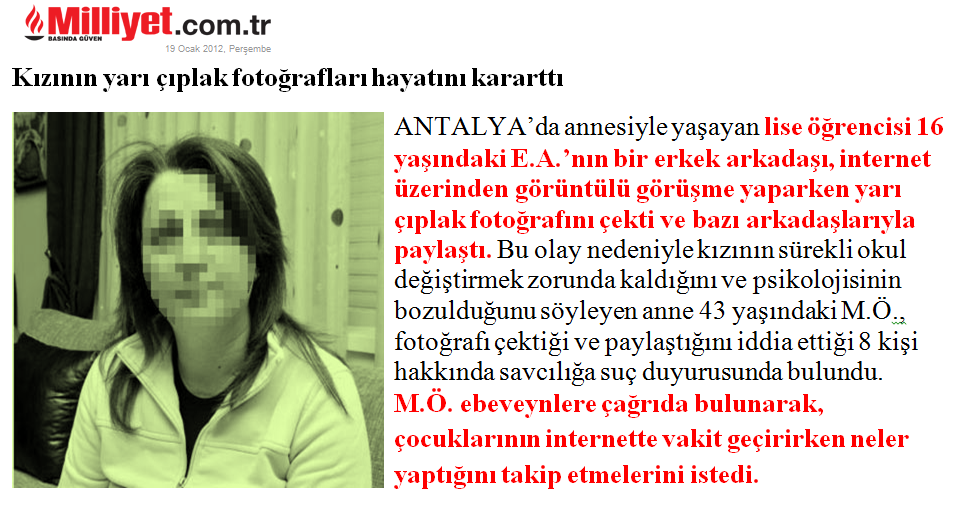 Milliyet.com.tr
BASINDA GÜVEN
19 Ocak 2012, Perşembe
Kızının yarı çıplak fotoğrafları hayatını kararttı
ANTALYA’da annesiyle yaşayan lise öğrencisi 16
yaşındaki E.A.’nın bir erkek arkadaşı, internet
üzerinden görüntülü görüşme yaparken yarı
çıplak fotoğrafını çekti ve bazı arkadaşlarıyla
paylaştı. Bu olay nedeniyle kızının sürekli okul
değiştirmek zorunda kaldığını ve psikolojisinin
bozulduğunu söyleyen anne 43 yaşındaki M.Ö.,
fotoğrafı çektiği ve paylaştığını iddia ettiği 8 kişi
hakkında savcılığa suç duyurusunda bulundu.
M.Ö. ebeveynlere çağrıda bulunarak,
çocuklarının internette vakit geçirirken neler
yaptığını takip etmelerini istedi.